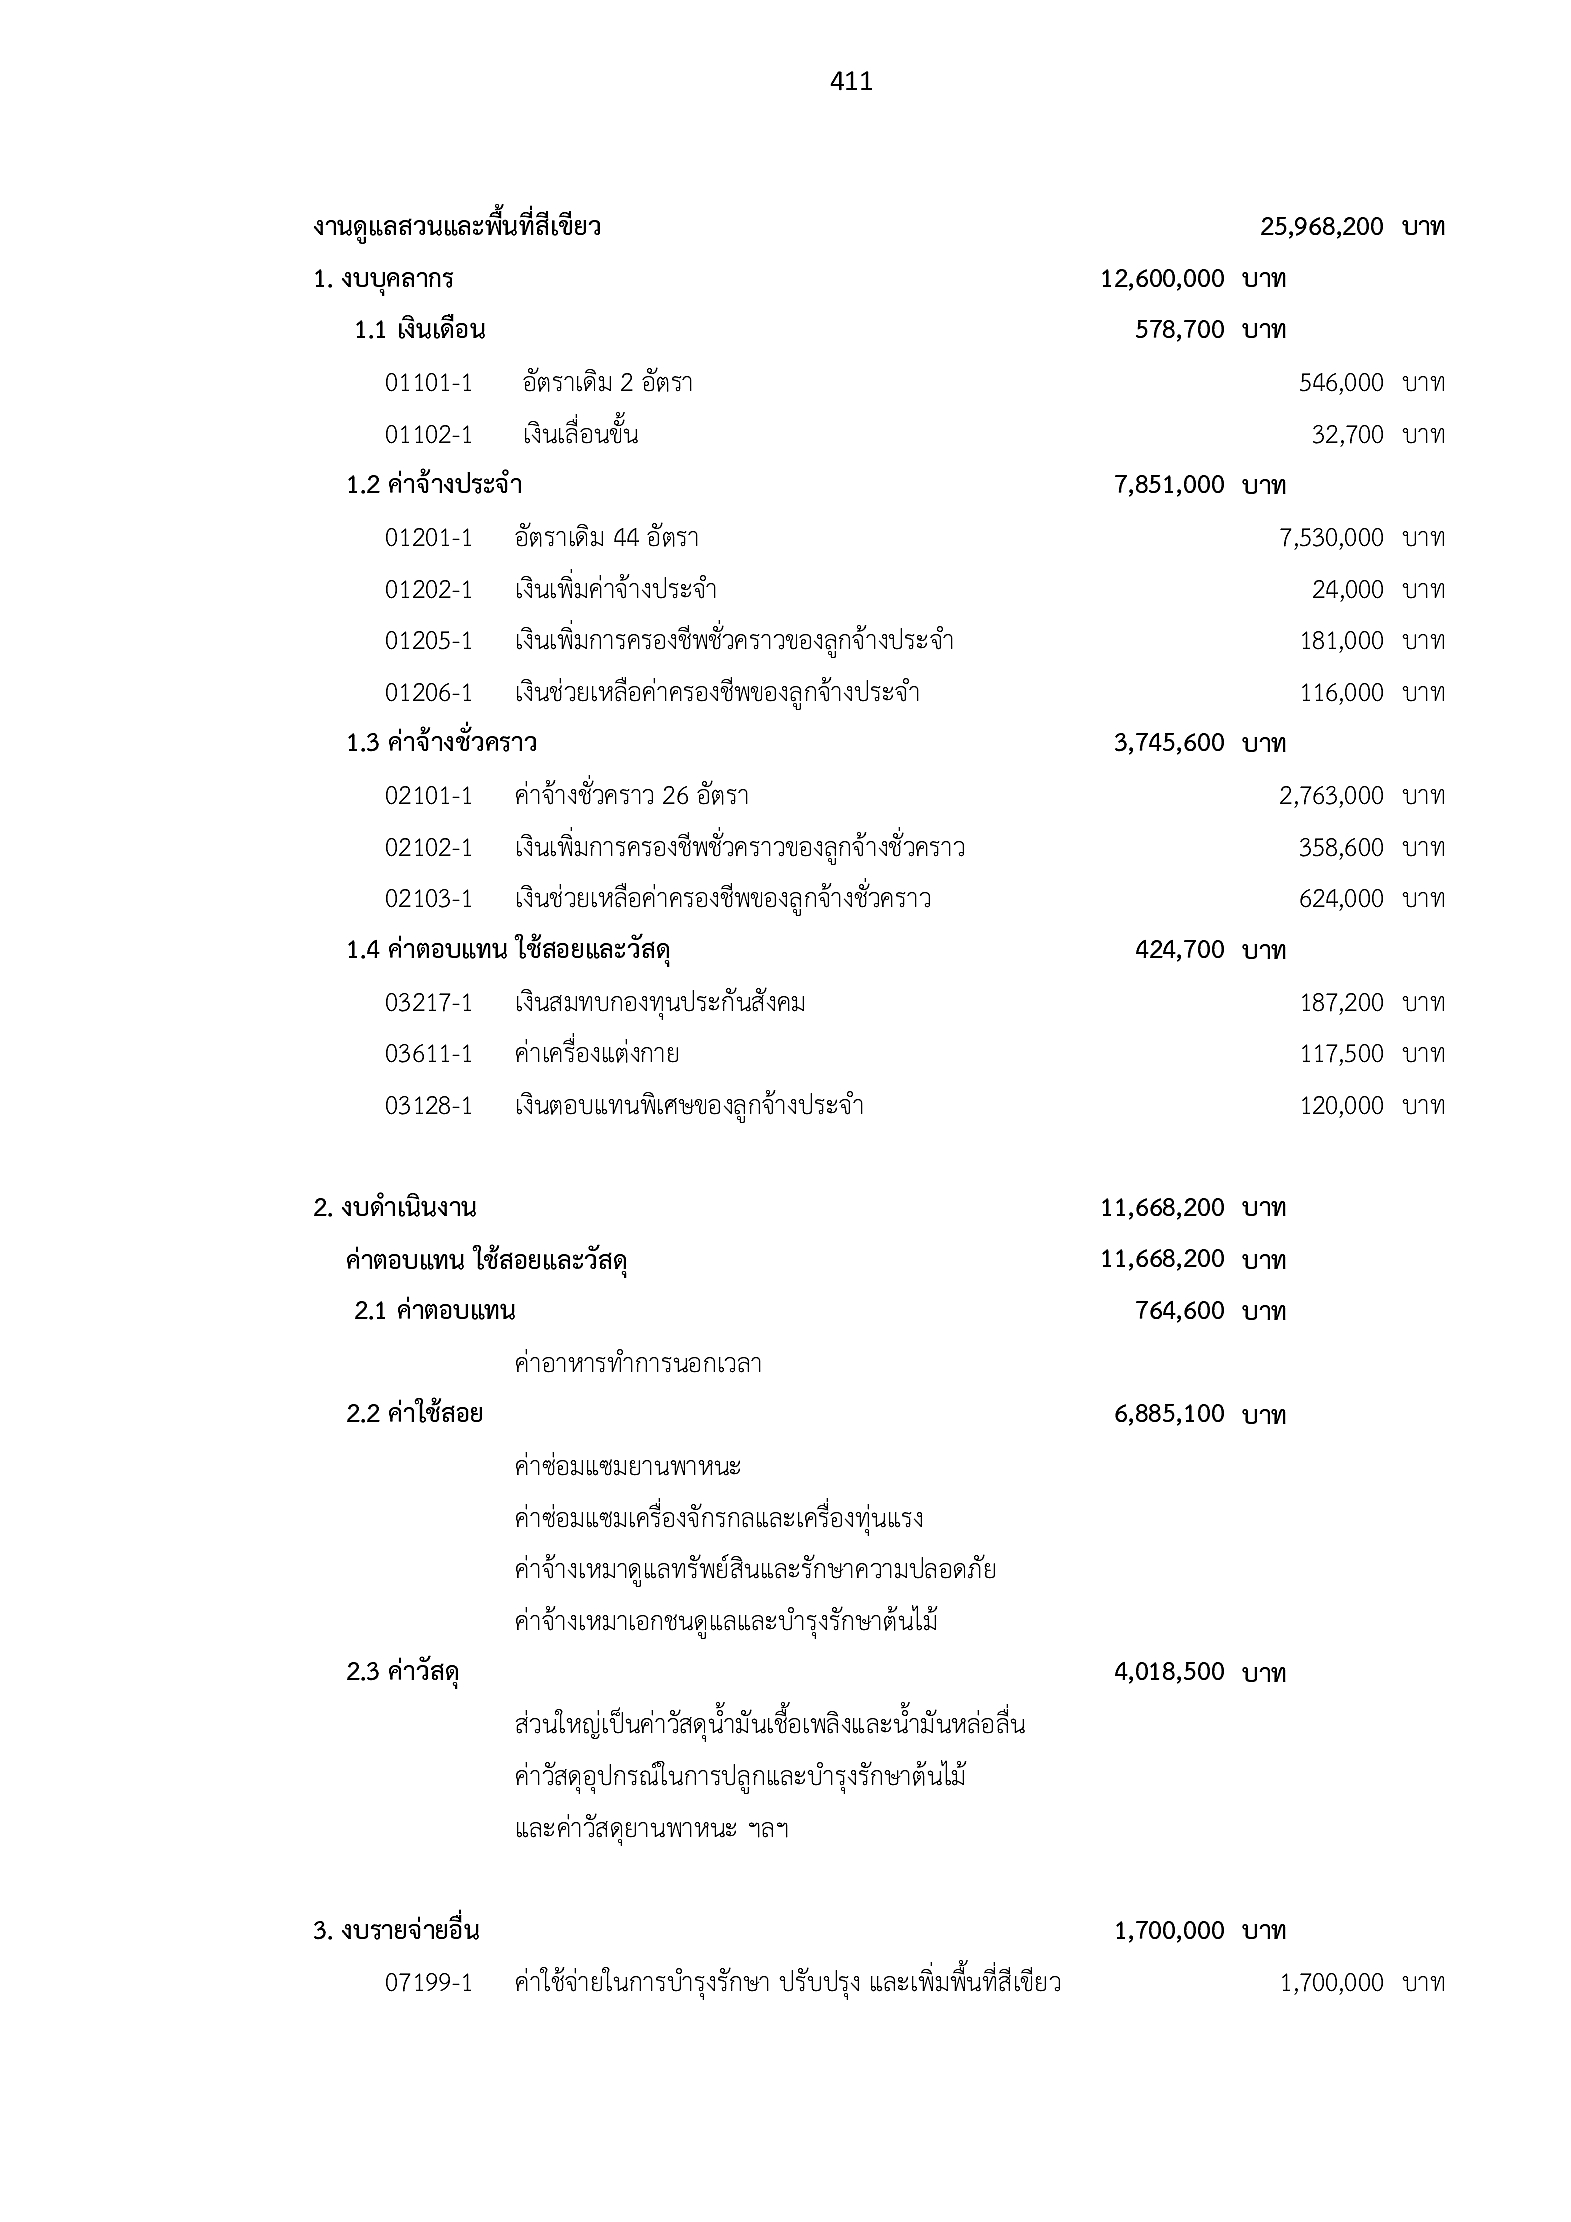 411
งานดูแลสวนและพื้นที่สีเขียว 25,968,200 บาท
1. งบบุคลากร 12,600,000 บาท
1.1 เงินเดือน 578,700 บาท
01101-1 อัตราเดิม 2 อัตรา 546,000 บาท
01102-1 เงินเลื่อนขั้น 32,700 บาท
1.2 ค่าจ้างประจำ 7,851,000 บาท
01201-1 อัตราเดิม 44 อัตรา 7,530,000 บาท
01202-1 เงินเพิ่มค่าจ้างประจำ 24,000 บาท
01205-1 เงินเพิ่มการครองชีพชั่วคราวของลูกจ้างประจำ 181,000 บาท
01206-1 เงินช่วยเหลือค่าครองชีพของลูกจ้างประจำ 116,000 บาท
1.3 ค่าจ้างชั่วคราว 3,745,600 บาท
02101-1 ค่าจ้างชั่วคราว 26 อัตรา 2,763,000 บาท
02102-1 เงินเพิ่มการครองชีพชั่วคราวของลูกจ้างชั่วคราว 358,600 บาท
02103-1 เงินช่วยเหลือค่าครองชีพของลูกจ้างชั่วคราว 624,000 บาท
1.4 ค่าตอบแทน ใช้สอยและวัสดุ 424,700 บาท
03217-1 เงินสมทบกองทุนประกันสังคม 187,200 บาท
03611-1 ค่าเครื่องแต่งกาย 117,500 บาท
03128-1 เงินตอบแทนพิเศษของลูกจ้างประจำ 120,000 บาท
2. งบดำเนินงาน 11,668,200 บาท
ค่าตอบแทน ใช้สอยและวัสดุ 11,668,200 บาท
2.1 ค่าตอบแทน 764,600 บาท
ค่าอาหารทำการนอกเวลา
2.2 ค่าใช้สอย 6,885,100 บาท
ค่าซ่อมแซมยานพาหนะ
ค่าซ่อมแซมเครื่องจักรกลและเครื่องทุ่นแรง
ค่าจ้างเหมาดูแลทรัพย์สินและรักษาความปลอดภัย
ค่าจ้างเหมาเอกชนดูแลและบำรุงรักษาต้นไม้
2.3 ค่าวัสดุ 4,018,500 บาท
ส่วนใหญ่เป็นค่าวัสดุน้ำมันเชื้อเพลิงและน้ำมันหล่อลื่น
ค่าวัสดุอุปกรณ์ในการปลูกและบำรุงรักษาต้นไม้
และค่าวัสดุยานพาหนะ ฯลฯ
3. งบรายจ่ายอื่น 1,700,000 บาท
07199-1 ค่าใช้จ่ายในการบำรุงรักษา ปรับปรุง และเพิ่มพื้นที่สีเขียว 1,700,000 บาท